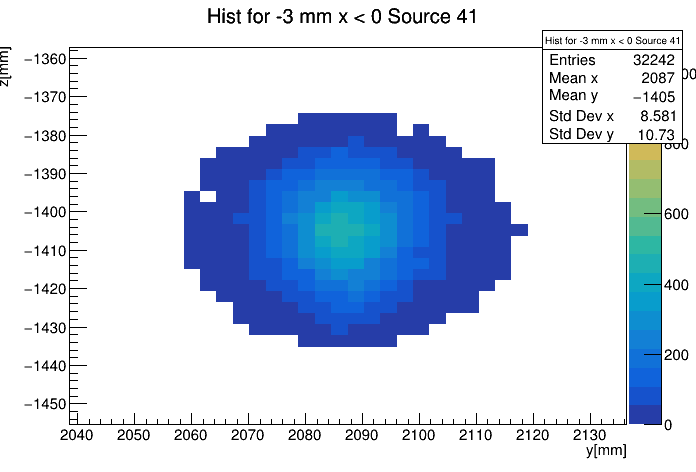 Hist for -3 mm x < 0 Source 41
Hist for -3 mm x < 0 Source 41
Entries 32242
Mean x 2087
Mean y −1405
Std Dev x 8.581
Std Dev y 10.73
z[mm]
−1360
−1370
−1380
−1390
−1400
−1410
−1420
−1430
−1440
−1450
2040 2050 2060 2070 2080 2090 2100 2110 2120 2130
y[mm]
600
400
200
0